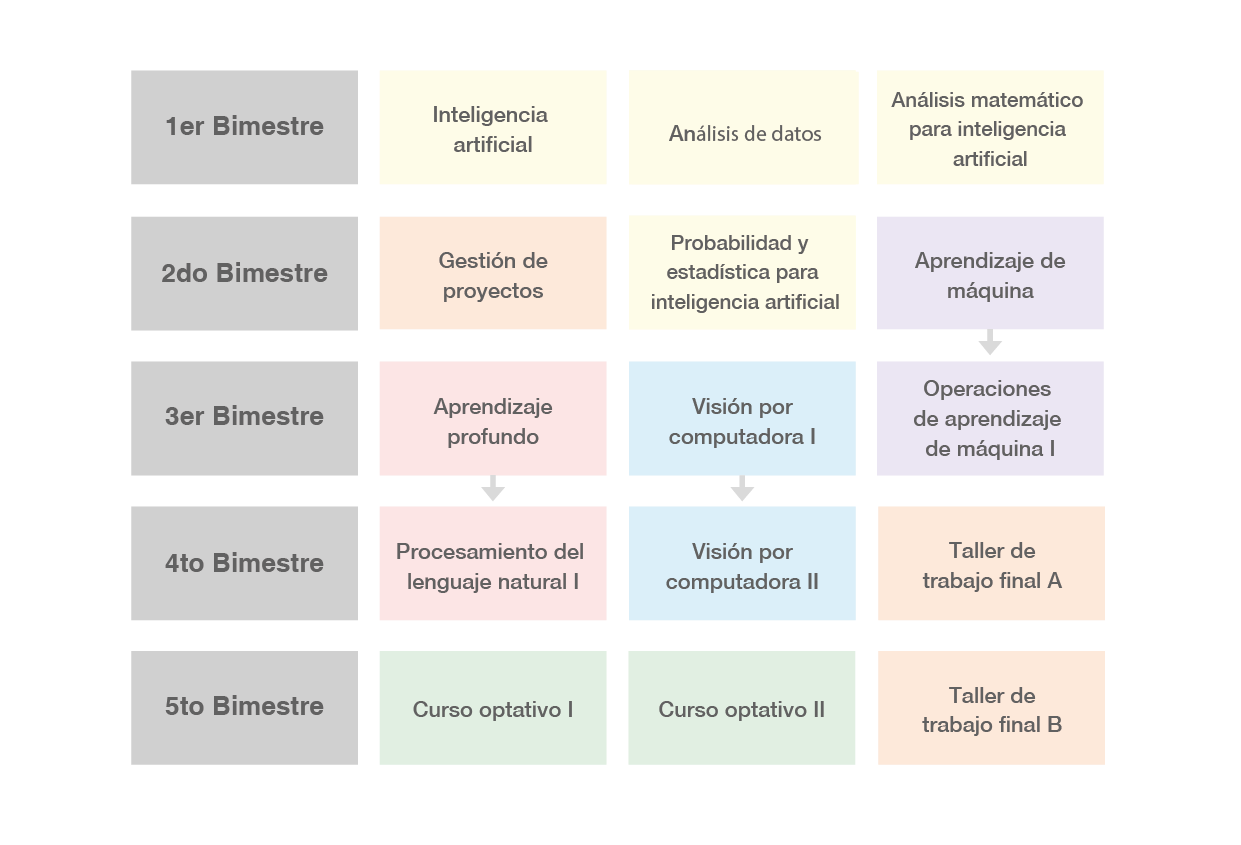 1er Bimestre
Inteligencia
artificial
Análisis de datos
Análisis matemático
para inteligencia
artificial
2do Bimestre
Gestión de
proyectos
Probabilidad y
estadística para
inteligencia artificial
Aprendizaje de
máquina
3er Bimestre
Aprendizaje
profundo
Visión por
computadora I
Operaciones
de aprendizaje
de máquina I
4to Bimestre
Procesamiento del
lenguaje natural I
Visión por
computadora II
Taller de
trabajo final A
5to Bimestre
Curso optativo I
Curso optativo II
Taller de
trabajo final B